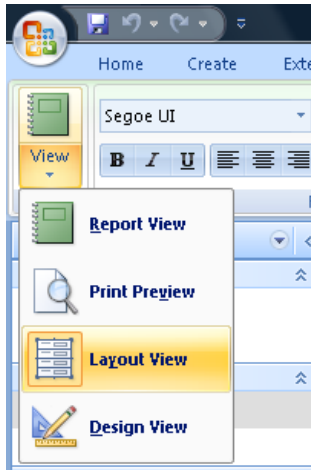 Home Create Exte
Segoe UI
View
B I U
Report View
Print Preview
Layout View
Design View